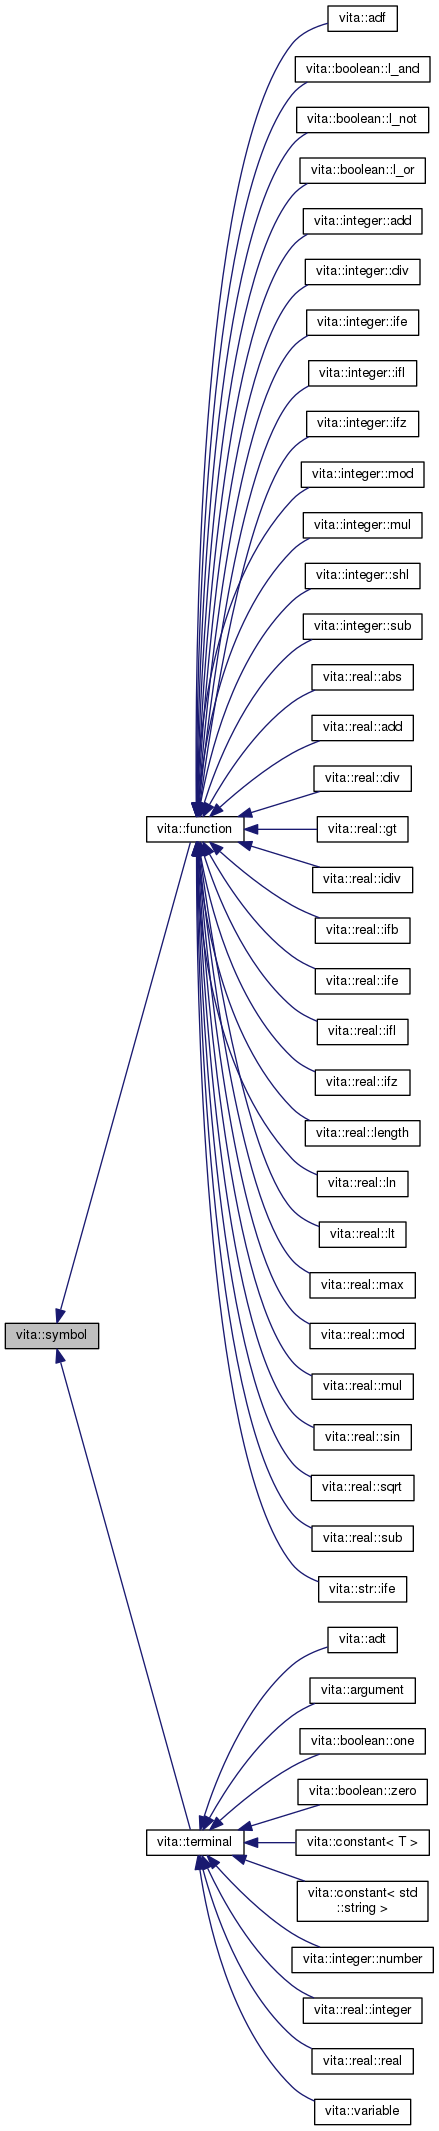 vita::adf
vita::boolean::l_and
vita::boolean::l_not
vita::boolean::l_or
vita::integer::add
vita::integer::div
vita::integer::ife
vita::integer::ifl
vita::integer::ifz
vita::integer::mod
vita::integer::mul
vita::integer::shl
vita::integer::sub
vita::real::abs
vita::real::add
vita::real::div
vita::function
vita::real::gt
vita::real::idiv
vita::real::ifb
vita::real::ife
vita::real::ifl
vita::real::ifz
vita::real::length
vita::real::ln
vita::real::lt
vita::real::max
vita::symbol
vita::real::mod
vita::real::mul
vita::real::sin
vita::real::sqrt
vita::real::sub
vita::str::ife
vita::adt
vita::argument
vita::boolean::one
vita::boolean::zero
vita::terminal
vita::constant< T >
vita::constant< std
::string >
vita::integer::number
vita::real::integer
vita::real::real
vita::variable